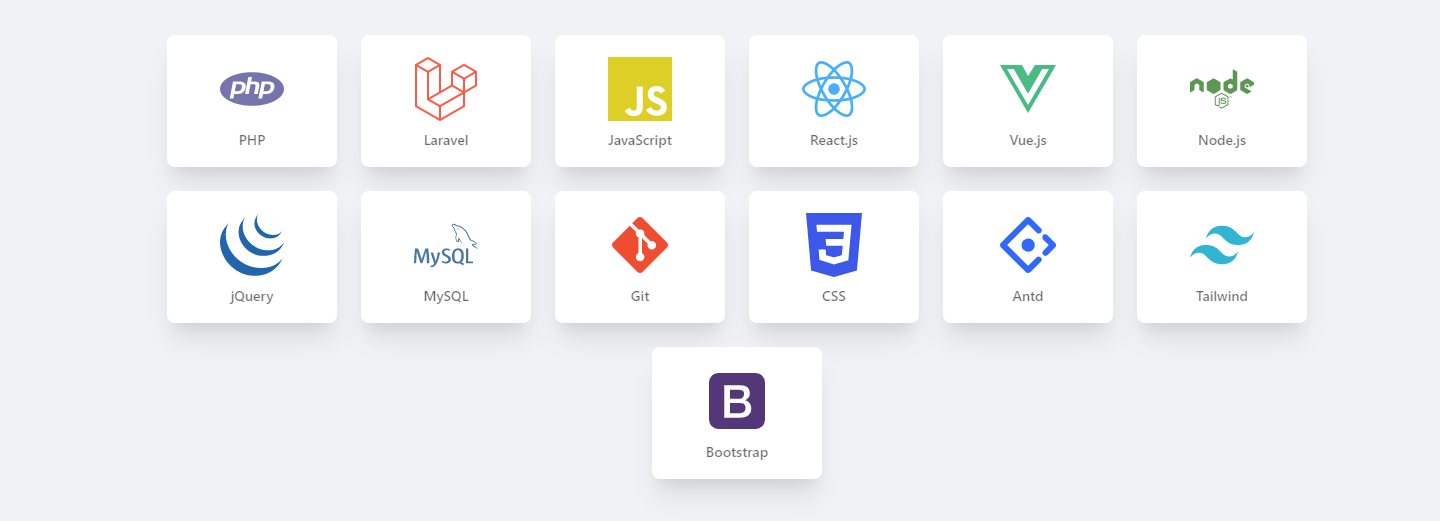 php
PHP
Laravel
JS
JavaScript
React.js
Vue.js
node
JS
Node.js
jQuery
MySQL
MySQL
Git
3
CSS
Antd
Tailwind
B
Bootstrap